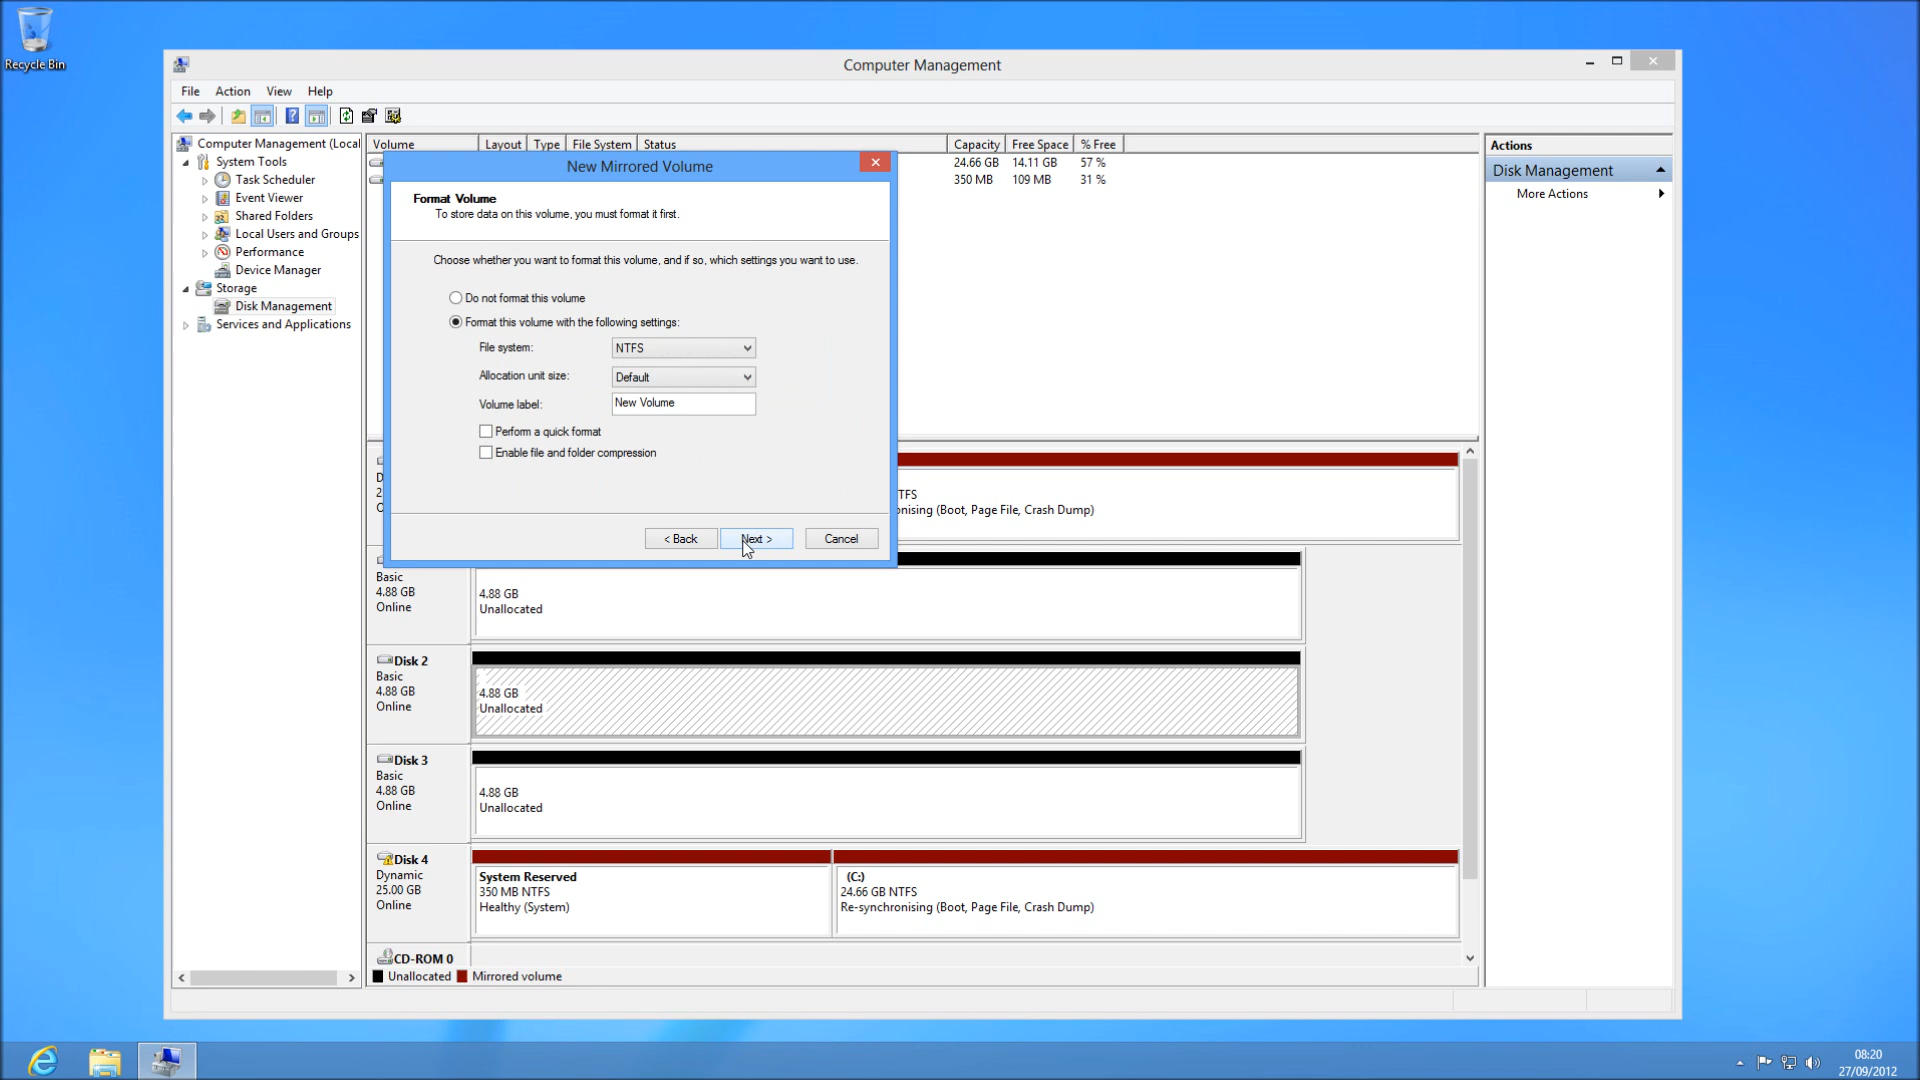 Recycle Bin
Computer Management
File Action View Help
Computer Management (Local
System Tools
Task Scheduler
Event Viewer
Shared Folders
Local Users and Groups
Performance
Device Manager
Storage
Disk Management
Services and Applications
Volume Layout Type File System Status Capacity Free Space % Free
24.66 GB 14.11 GB 57 %
350 MB 109 MB 31 %
New Mirrored Volume
Format Volume
To store data on this volume, you must format it first.
Choose whether you want to format this volume, and if so, which settings you want to use.
Do not format this volume
Format this volume with the following settings:
File system: NTFS
Allocation unit size: Default
Volume label: New Volume
Perform a quick format
Enable file and folder compression
< Back Next > Cancel
D
2
O
TFS
onising (Boot, Page File, Crash Dump)
Basic
4.88 GB
Online
4.88 GB
Unallocated
Disk 2
Basic
4.88 GB
Online
4.88 GB
Unallocated
Disk 3
Basic
4.88 GB
Online
4.88 GB
Unallocated
Disk 4
Dynamic
25.00 GB
Online
System Reserved
350 MB NTFS
Healthy (System)
(C:)
24.66 GB NTFS
Re-synchronising (Boot, Page File, Crash Dump)
CD-ROM 0
Unallocated Mirrored volume
Actions
Disk Management
More Actions
08:20
27/09/2012